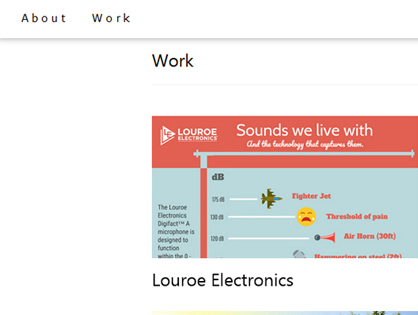 About Work
Work
LOUROE
ELECTRONICS
Sounds we live with
And the technology that captures them.
dB
175 dB
Fighter Jet
130 dB
Threshold of pain
120 dB
Air Horn (30ft)
Hammering on steel (2ft)
The Louroe
Electronics
Digifact™ A
microphone is
designed to
function
within the 0 -
Louroe Electronics